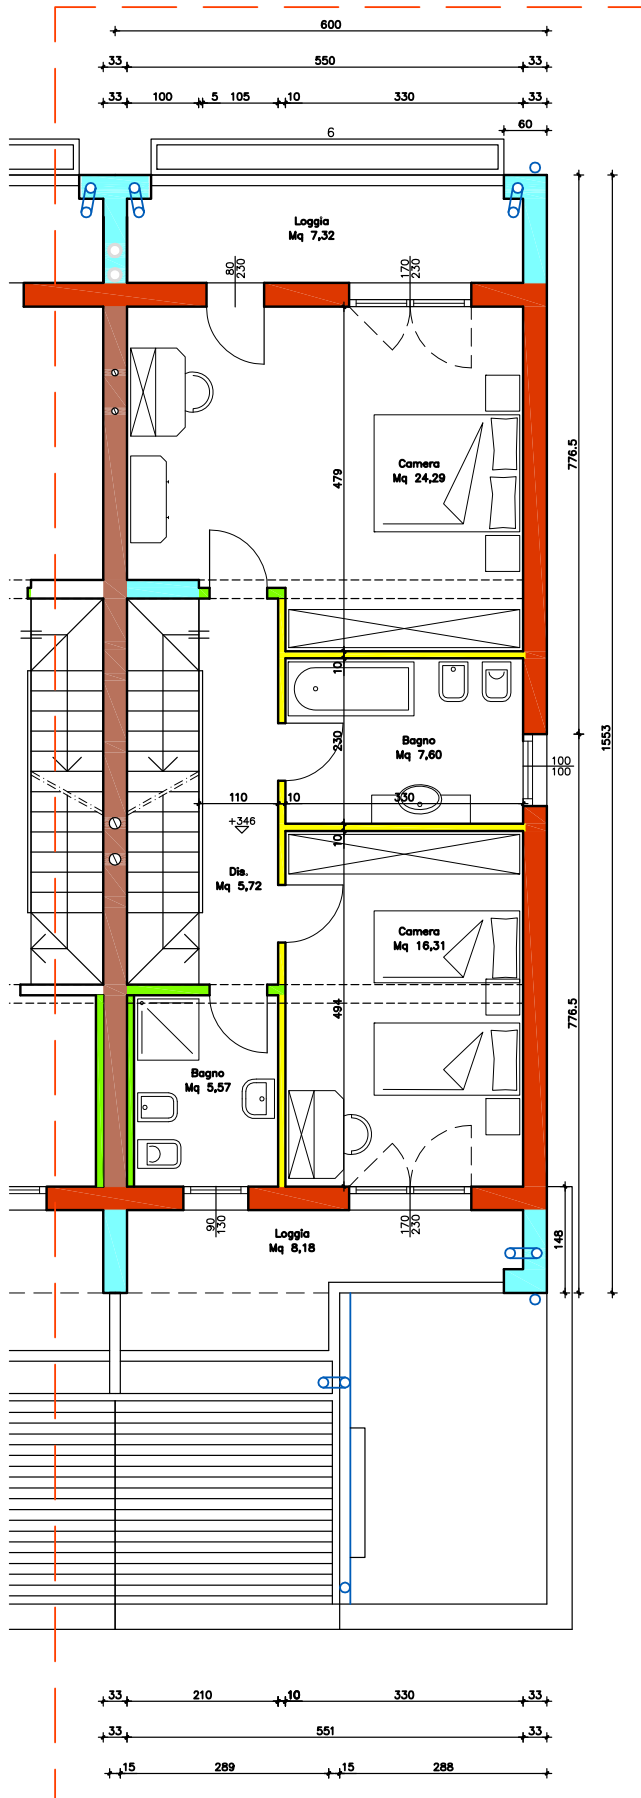 600
33 550 33
33 100 5 105 10 330 33
60
6
Loggia
Mq 7,32
80
230
170
230
776.5
479
Camera
Mq 24,29
10
230
Bagno
Mq 7,60
1553
100
100
110 10 330
+346
10
Dis.
Mq 5,72
Camera
Mq 16,31
494
776.5
Bagno
Mq 5,57
90
130
170
230
Loggia
Mq 8,18
148
33 210 10 330 33
33 551 33
15 289 15 288